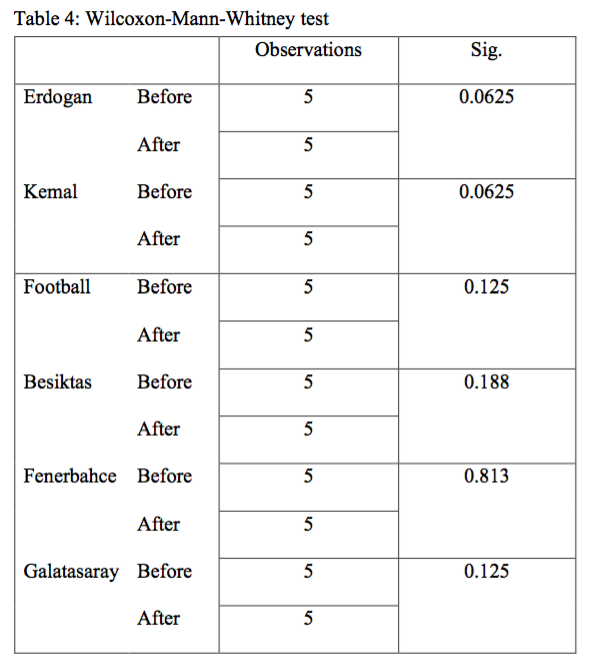 Table 4: Wilcoxon-Mann-Whitney test
Observations Sig.
Erdogan Before 5 0.0625
After 5
Kemal Before 5 0.0625
After 5
Football Before 5 0.125
After 5
Besiktas Before 5 0.188
After 5
Fenerbahce Before 5 0.813
After 5
Galatasaray Before 5 0.125
After 5